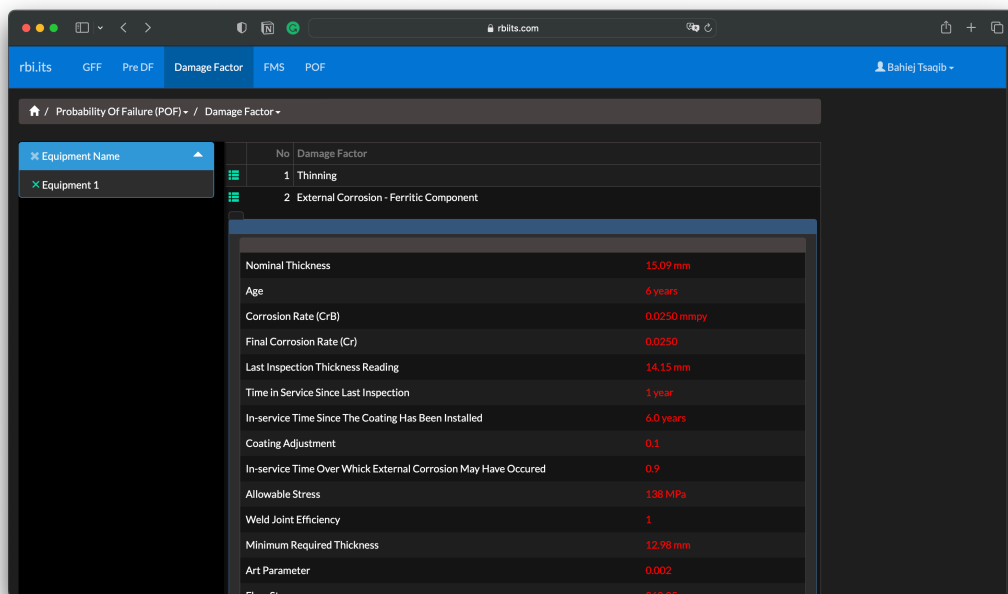 rbiits.com
rbi.its GFF Pre DF Damage Factor FMS POF Bahiej Tsaqib
/ Probability Of Failure (POF) / Damage Factor
Equipment Name
Equipment 1
No Damage Factor
1 Thinning
2 External Corrosion - Ferritic Component
Nominal Thickness 15.09 mm
Age 6 years
Corrosion Rate (CrB) 0.0250 mmpy
Final Corrosion Rate (Cr) 0.0250
Last Inspection Thickness Reading 14.15 mm
Time in Service Since Last Inspection 1 year
In-service Time Since The Coating Has Been Installed 6.0 years
Coating Adjustment 0.1
In-service Time Over Whick External Corrosion May Have Occured 0.9
Allowable Stress 138 MPa
Weld Joint Efficiency 1
Minimum Required Thickness 12.98 mm
Art Parameter 0.002